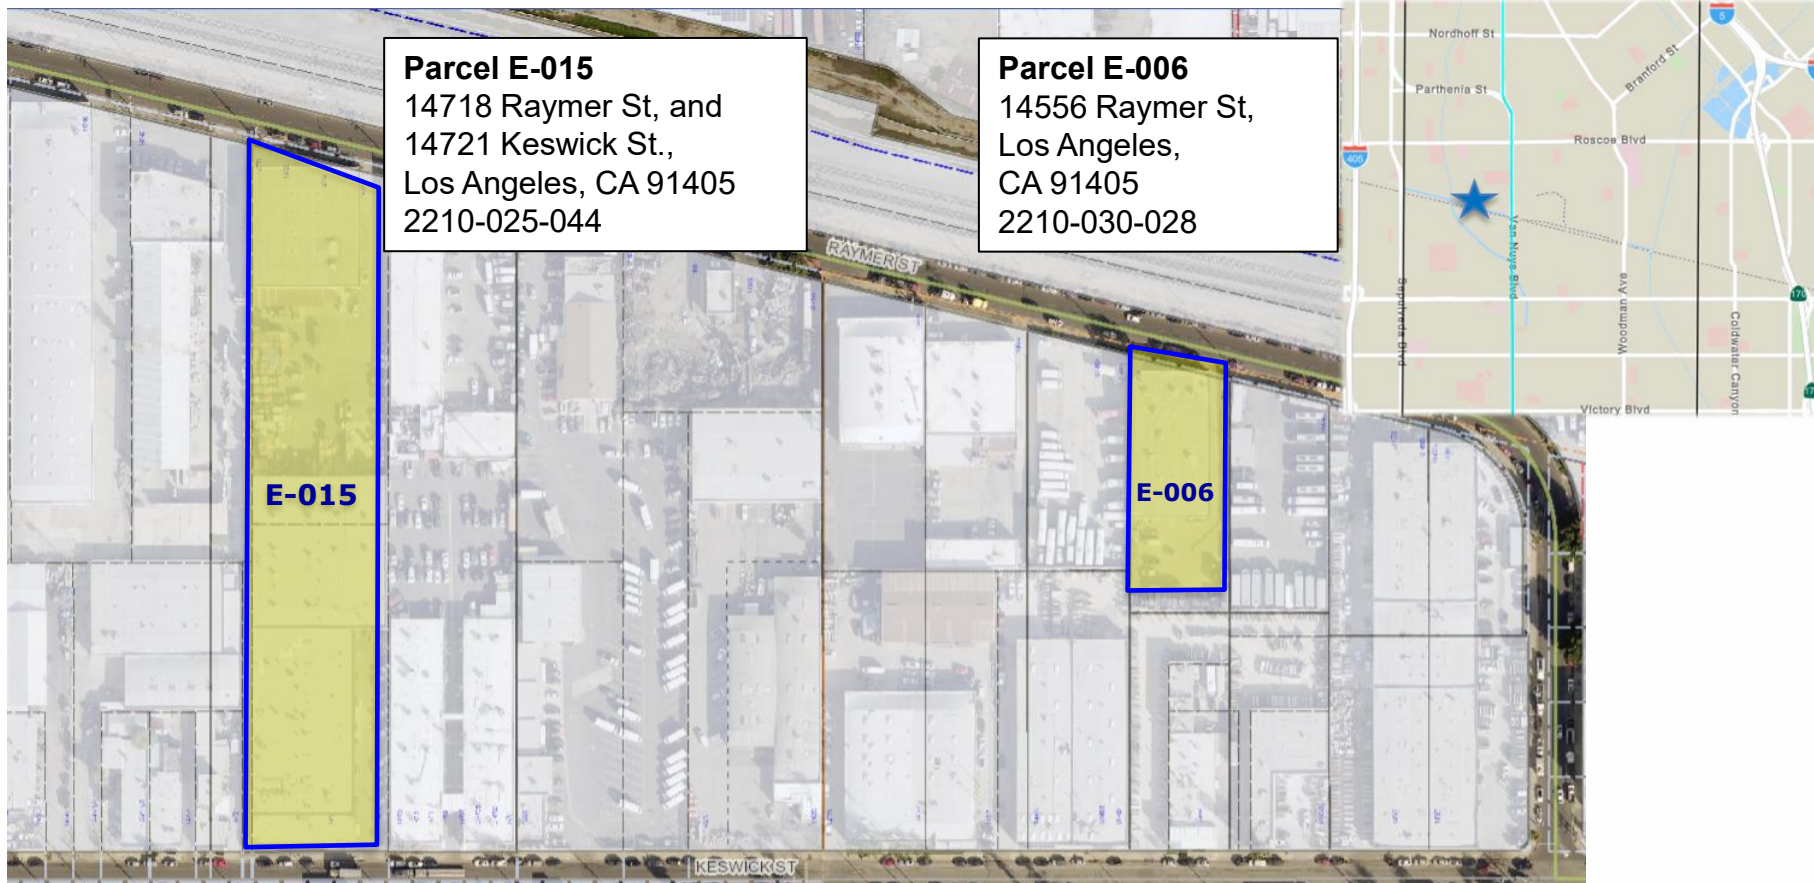 Parcel E-015
14718 Raymer St, and
14721 Keswick St.,
Los Angeles, CA 91405
2210-025-044
Parcel E-006
14556 Raymer St,
Los Angeles,
CA 91405
2210-030-028
Nordhoff St
5
Branford St
Parthenia St
Roscoe Blvd
405
Van Nuys Blvd
Sepulveda Blvd
Woodman Ave
Coldwater Canyon
170
Victory Blvd
RAYMER ST
E-015
E-006
KESWICK ST